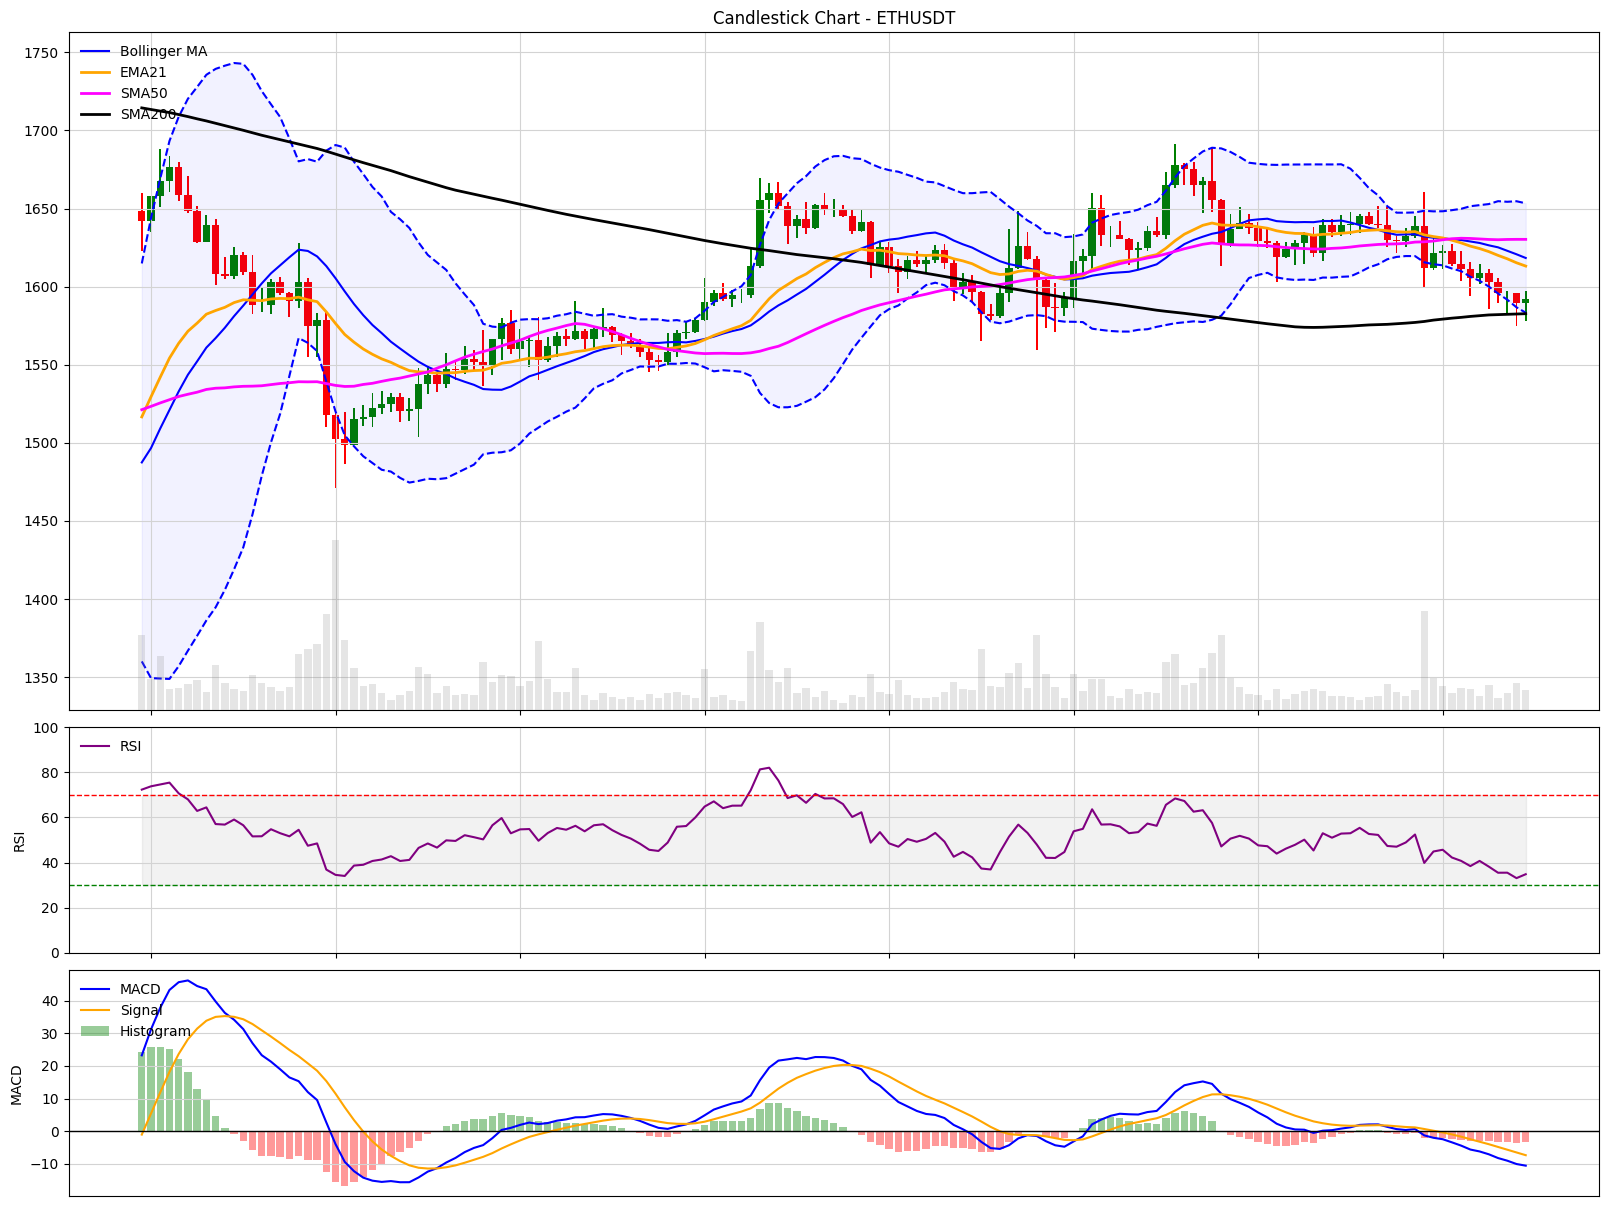 Candlestick Chart - ETHUSDT
Bollinger MA
EMA21
SMA50
SMA200
1750
1700
1650
1600
1550
1500
1450
1400
1350
RSI
100
80
60
40
20
0
RSI
MACD
Signal
Histogram
40
30
20
10
0
−10
MACD